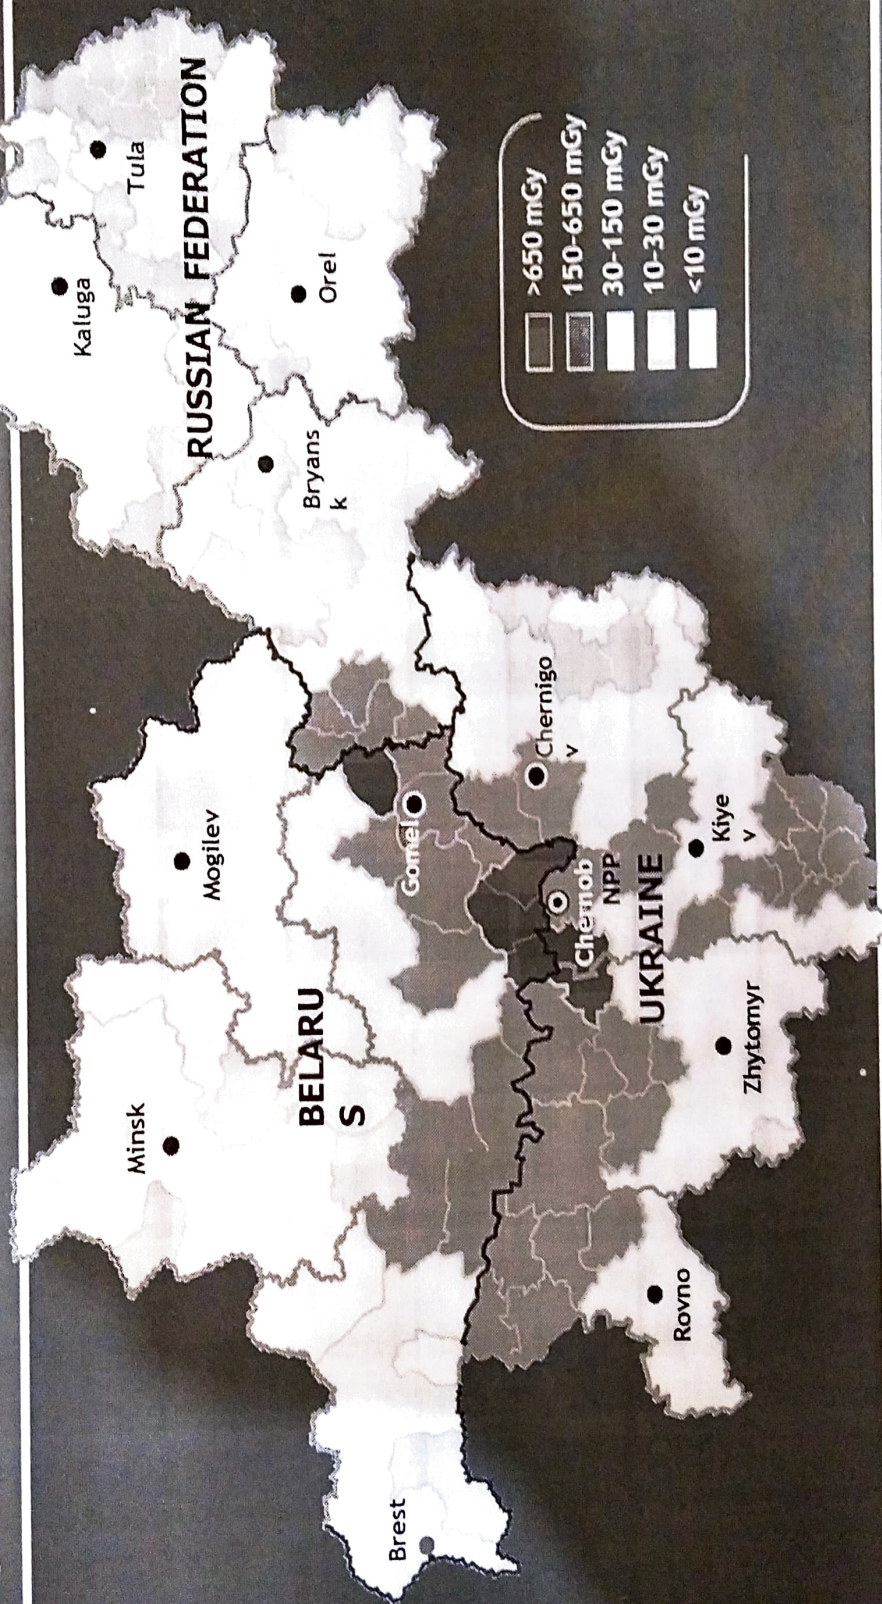 Tula
Kaluga
RUSSIAN FEDERATION
Orel
Bryans
k
Mogilev
Minsk
BELARU
S
Gomel
Brest
Chernigo
v
Chernob
NPP
UKRAINE
Kiye
v
Zhytomyr
Rovno
>650 mGy
150-650 mGy
30-150 mGy
10-30 mGy
<10 mGy